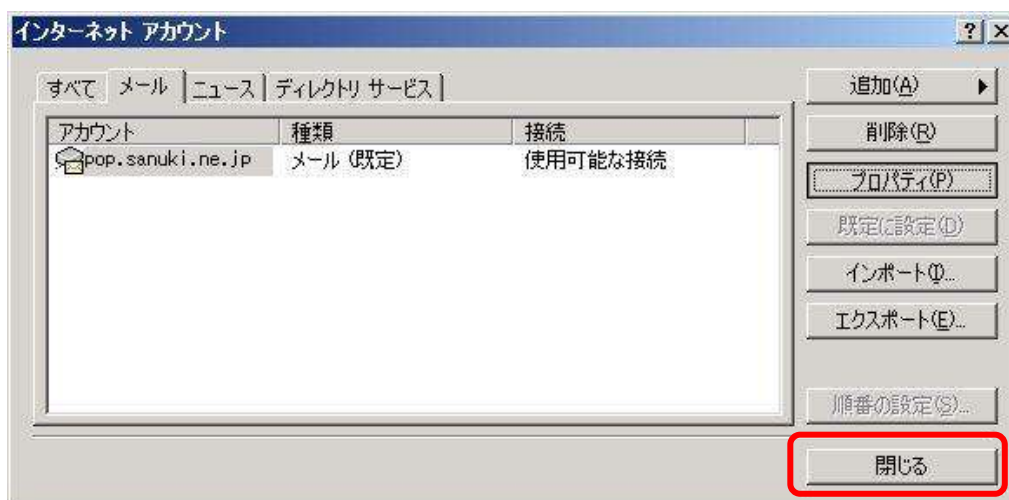 インターネット アカウント
すべて メール ニュース ディレクトリ サービス
アカウント 種類 接続
pop.sanuki.ne.jp メール (既定) 使用可能な接続
追加(A)
削除(R)
プロパティ(P)
既定に設定(D)
インポート(I)...
エクスポート(E)...
順番の設定(S)...
閉じる